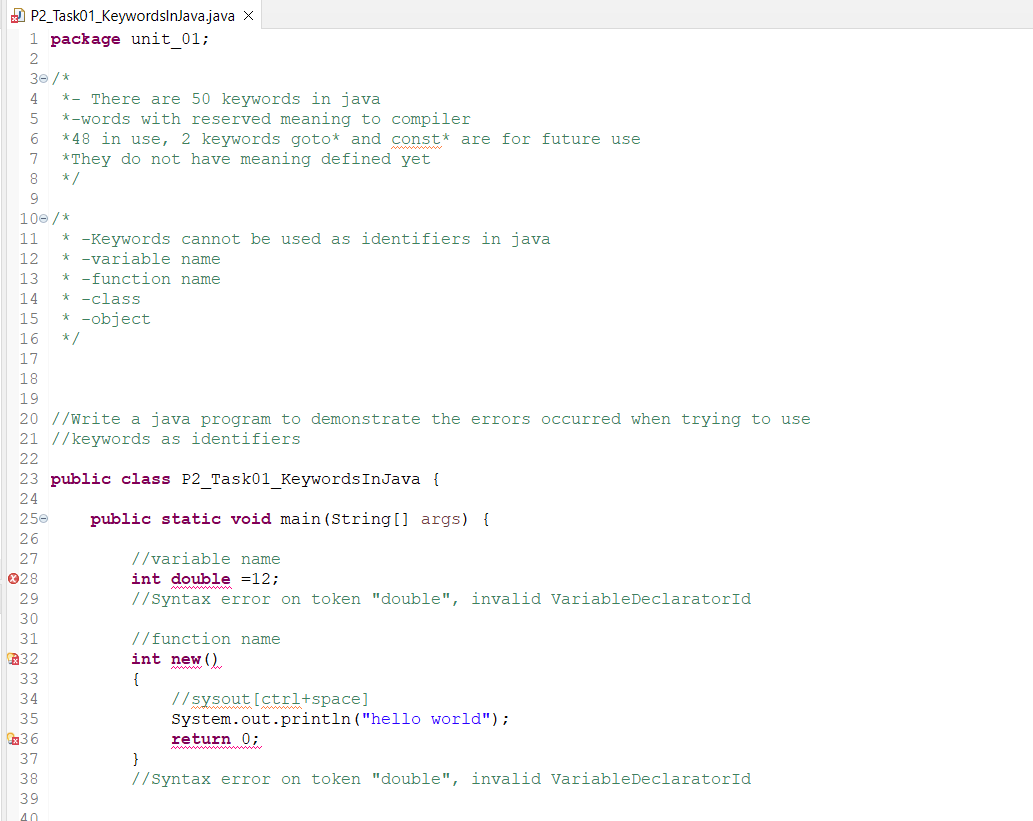 P2_Task01_KeywordsInJava.java
1 package unit_01;
2
3 /*
4 *- There are 50 keywords in java
5 *-words with reserved meaning to compiler
6 *48 in use, 2 keywords goto* and const* are for future use
7 *They do not have meaning defined yet
8 */
9
10 /*
11 * -Keywords cannot be used as identifiers in java
12 * -variable name
13 * -function name
14 * -class
15 * -object
16 */
17
18
19
20 //Write a java program to demonstrate the errors occurred when trying to use
21 //keywords as identifiers
22
23 public class P2_Task01_KeywordsInJava {
24
25 public static void main(String[] args) {
26
27 //variable name
28 int double =12;
29 //Syntax error on token "double", invalid VariableDeclaratorId
30
31 //function name
32 int new()
33 {
34 //sysout[ctrl+space]
35 System.out.println("hello world");
36 return 0;
37 }
38 //Syntax error on token "double", invalid VariableDeclaratorId
39
40